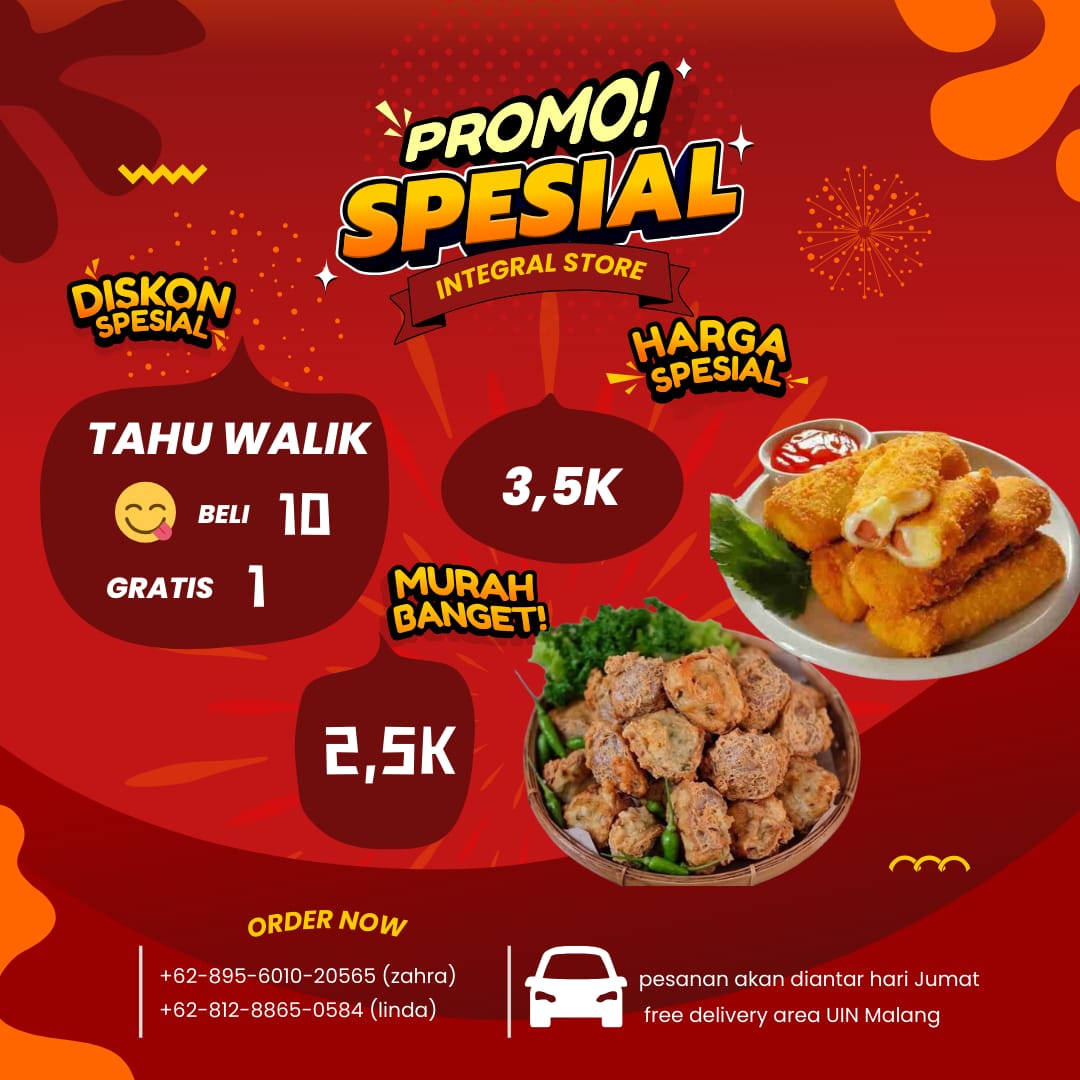 PROMO!
SPESIAL
INTEGRAL STORE
DISKON
SPESIAL
HARGA
SPESIAL
TAHU WALIK
BELI 10
GRATIS 1
3,5K
MURAH
BANGET!
2,5K
ORDER NOW
+62-895-6010-20565 (zahra)
+62-812-8865-0584 (linda)
pesanan akan diantar hari Jumat
free delivery area UIN Malang